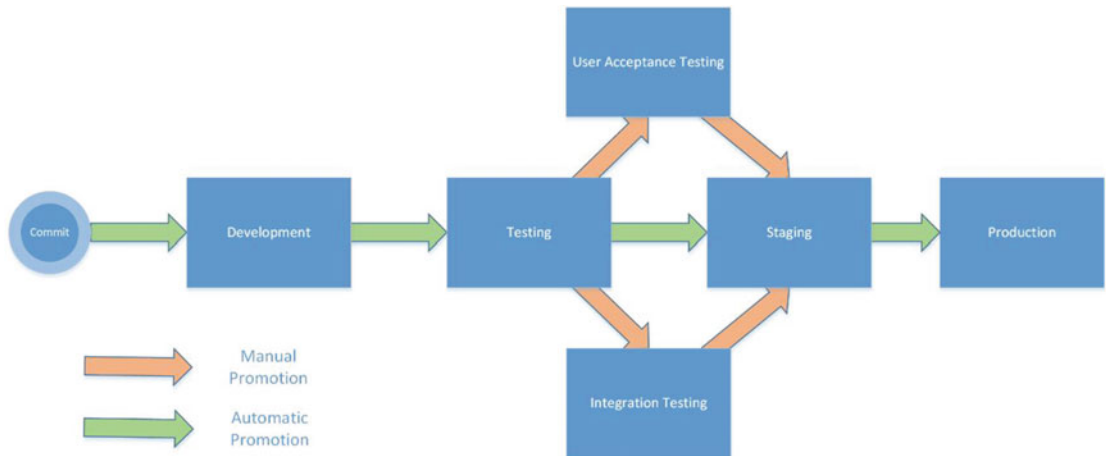 User Acceptance Testing
Commit
Development
Testing
Staging
Production
Integration Testing
Manual
Promotion
Automatic
Promotion